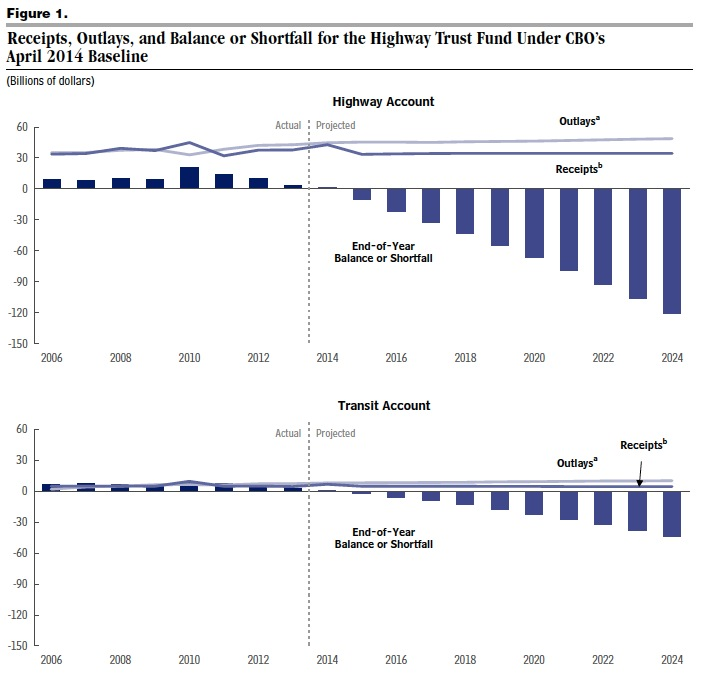 Figure 1.
Receipts, Outlays, and Balance or Shortfall for the Highway Trust Fund Under CBO’s
April 2014 Baseline
(Billions of dollars)
Highway Account
Outlaysᵃ
60
Actual
Projected
30
Receiptsᵇ
0
-30
End-of-Year
Balance or Shortfall
-60
-90
-120
-150
2006 2008 2010 2012 2014 2016 2018 2020 2022 2024
Transit Account
60
Actual
Projected
Receiptsᵇ
30
Outlaysᵃ
0
-30
End-of-Year
Balance or Shortfall
-60
-90
-120
-150
2006 2008 2010 2012 2014 2016 2018 2020 2022 2024